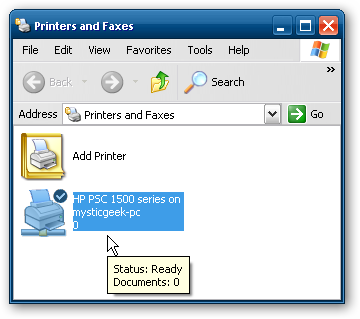 Printers and Faxes
File Edit View Favorites Tools Help
Back Search
Address Printers and Faxes Go
Add Printer
HP PSC 1500 series on
mysticgeek-pc
0
Status: Ready
Documents: 0